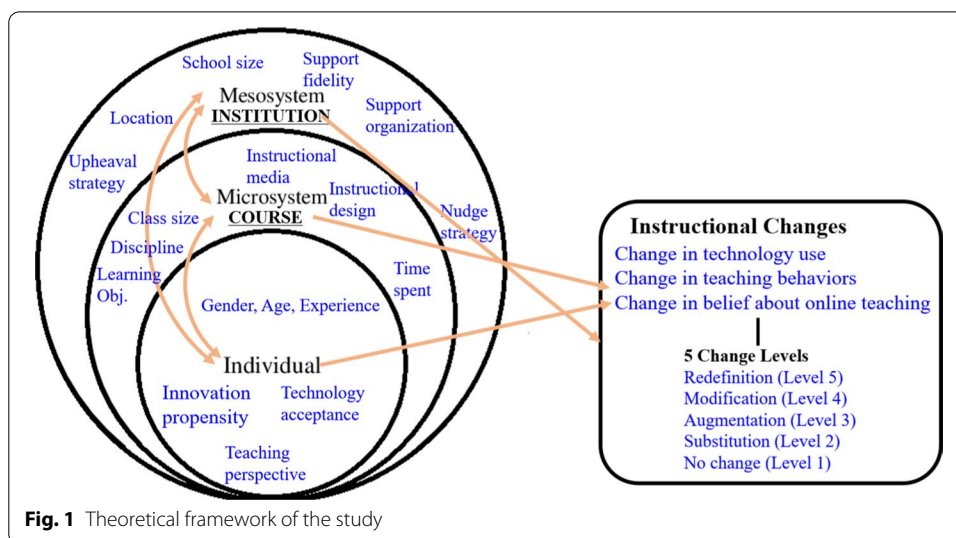 School size
Support
fidelity
Mesosystem
INSTITUTION
Support
organization
Location
Upheaval
strategy
Instructional
media
Microsystem
COURSE
Instructional
design
Nudge
strategy
Class size
Discipline
Learning
Obj.
Time
spent
Gender, Age, Experience
Individual
Innovation
propensity
Technology
acceptance
Teaching
perspective
Instructional Changes
Change in technology use
Change in teaching behaviors
Change in belief about online teaching
5 Change Levels
Redefinition (Level 5)
Modification (Level 4)
Augmentation (Level 3)
Substitution (Level 2)
No change (Level 1)
Fig. 1 Theoretical framework of the study